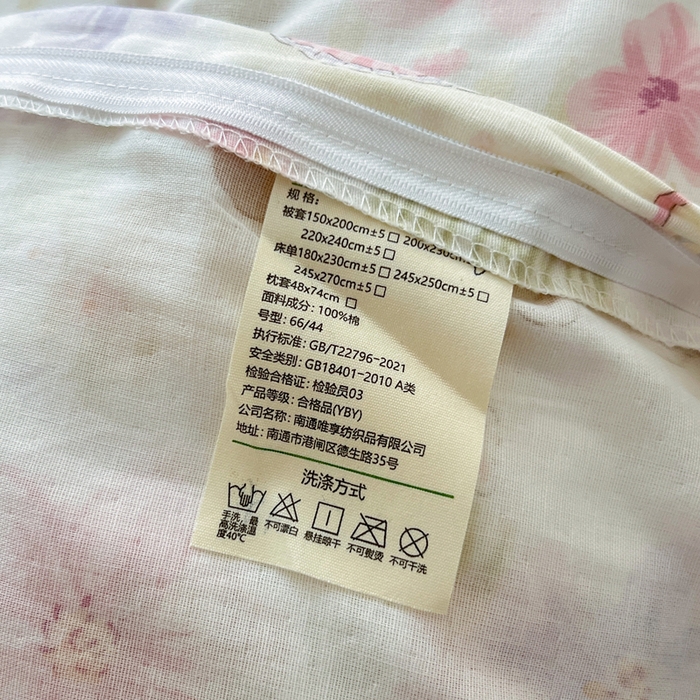 规格:
被套150x200cm±5□ 200x230cm±5
220x240cm±5□
床单180x230cm±5□ 245x250cm±5□
245x270cm±5□
枕套48x74cm □
面料成分: 100%棉
号型: 66/44
执行标准: GB/T22796-2021
安全类别: GB18401-2010 A类
检验合格证: 检验员03
产品等级: 合格品(YBY)
公司名称: 南通唯享纺织品有限公司
地址: 南通市港闸区德生路35号
洗涤方式
手洗，最
高洗涤温
度40℃
不可漂白
悬挂晾干
不可熨烫
不可干洗